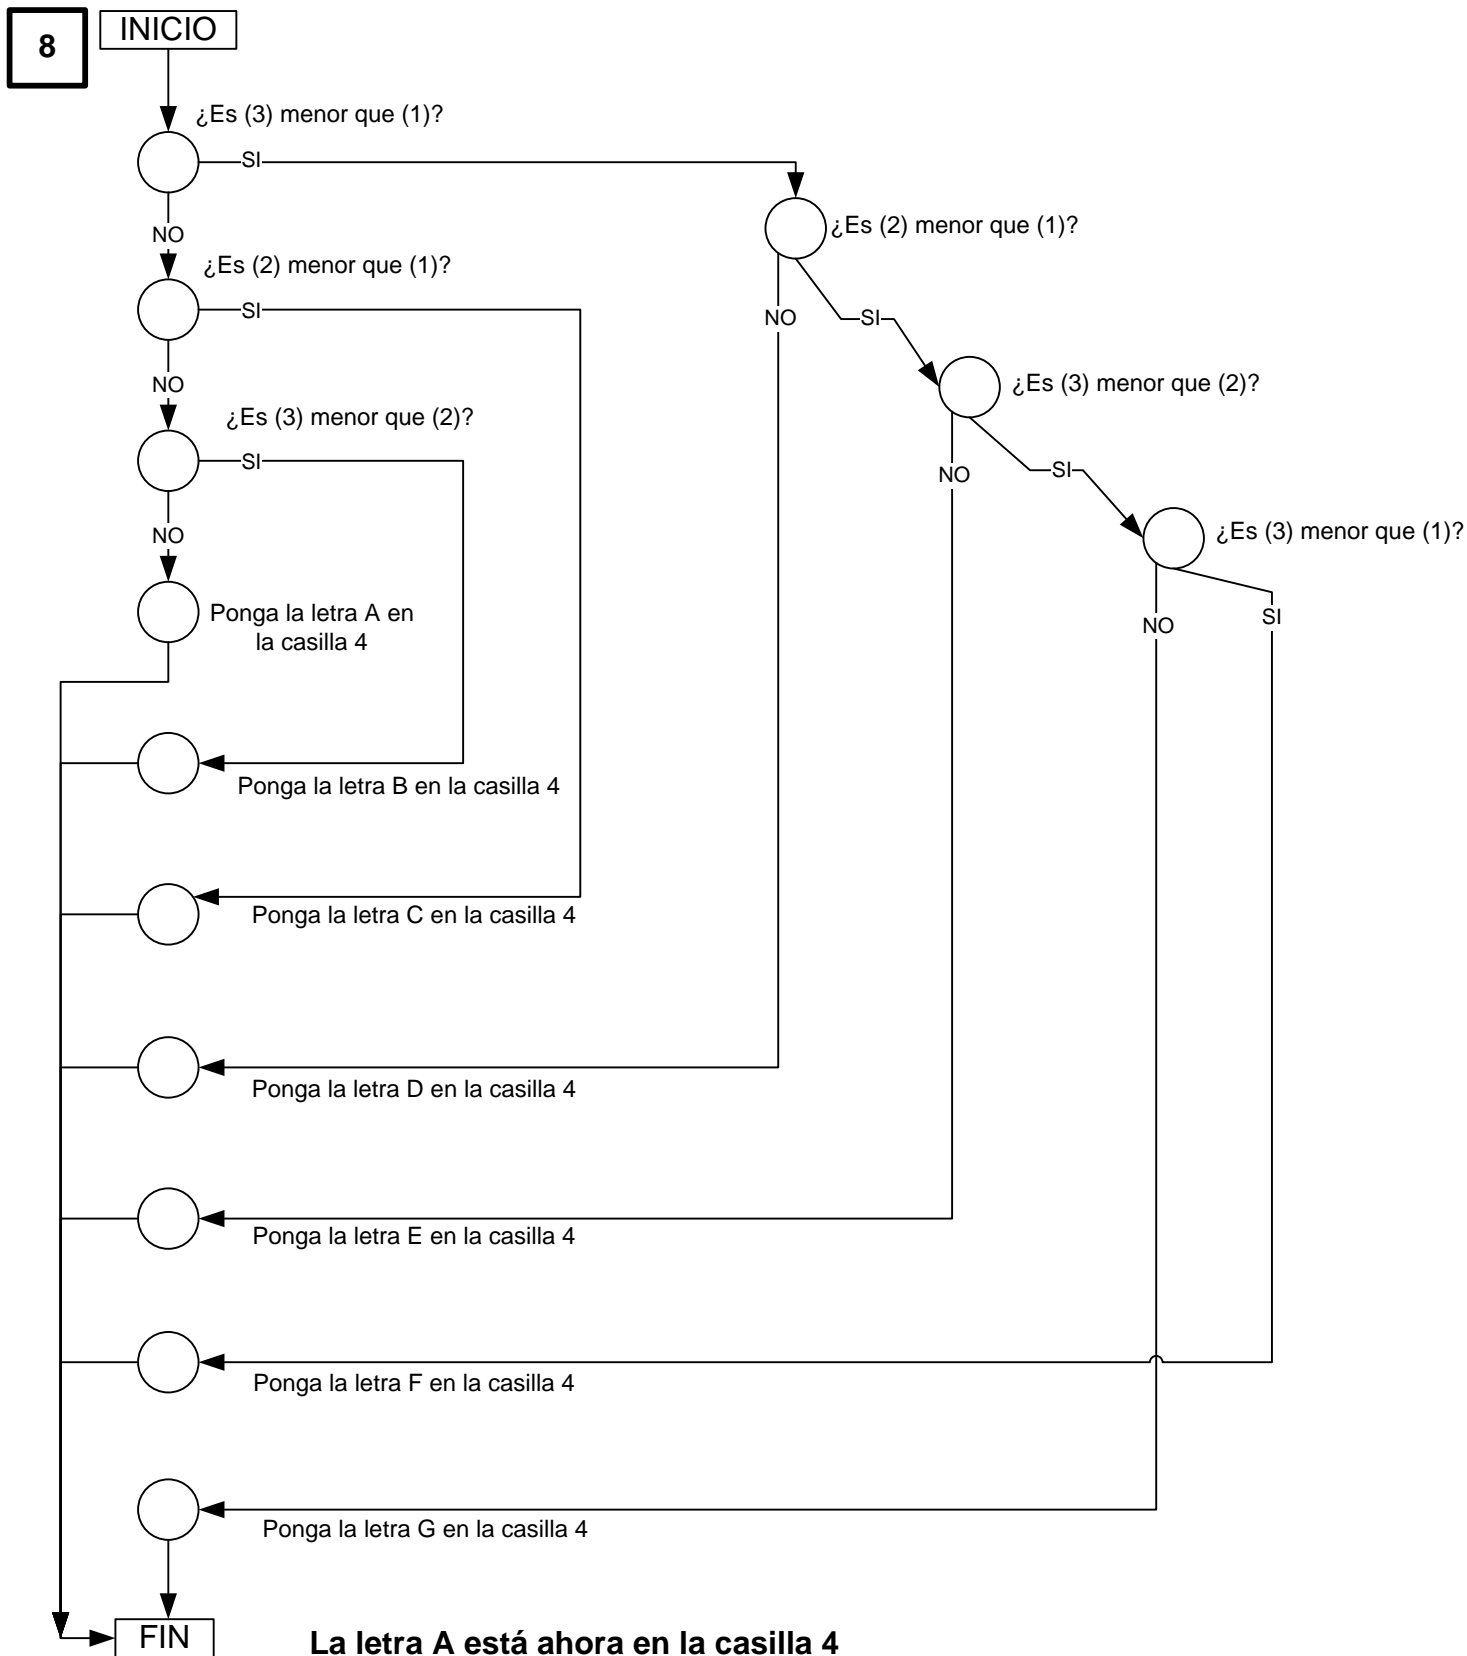 8
INICIO
¿Es (3) menor que (1)?
SI
NO
¿Es (2) menor que (1)?
¿Es (2) menor que (1)?
SI
NO
SI
NO
¿Es (3) menor que (2)?
¿Es (3) menor que (2)?
SI
NO
SI
NO
¿Es (3) menor que (1)?
SI
NO
Ponga la letra A en
la casilla 4
Ponga la letra B en la casilla 4
Ponga la letra C en la casilla 4
Ponga la letra D en la casilla 4
Ponga la letra E en la casilla 4
Ponga la letra F en la casilla 4
Ponga la letra G en la casilla 4
FIN
La letra A está ahora en la casilla 4